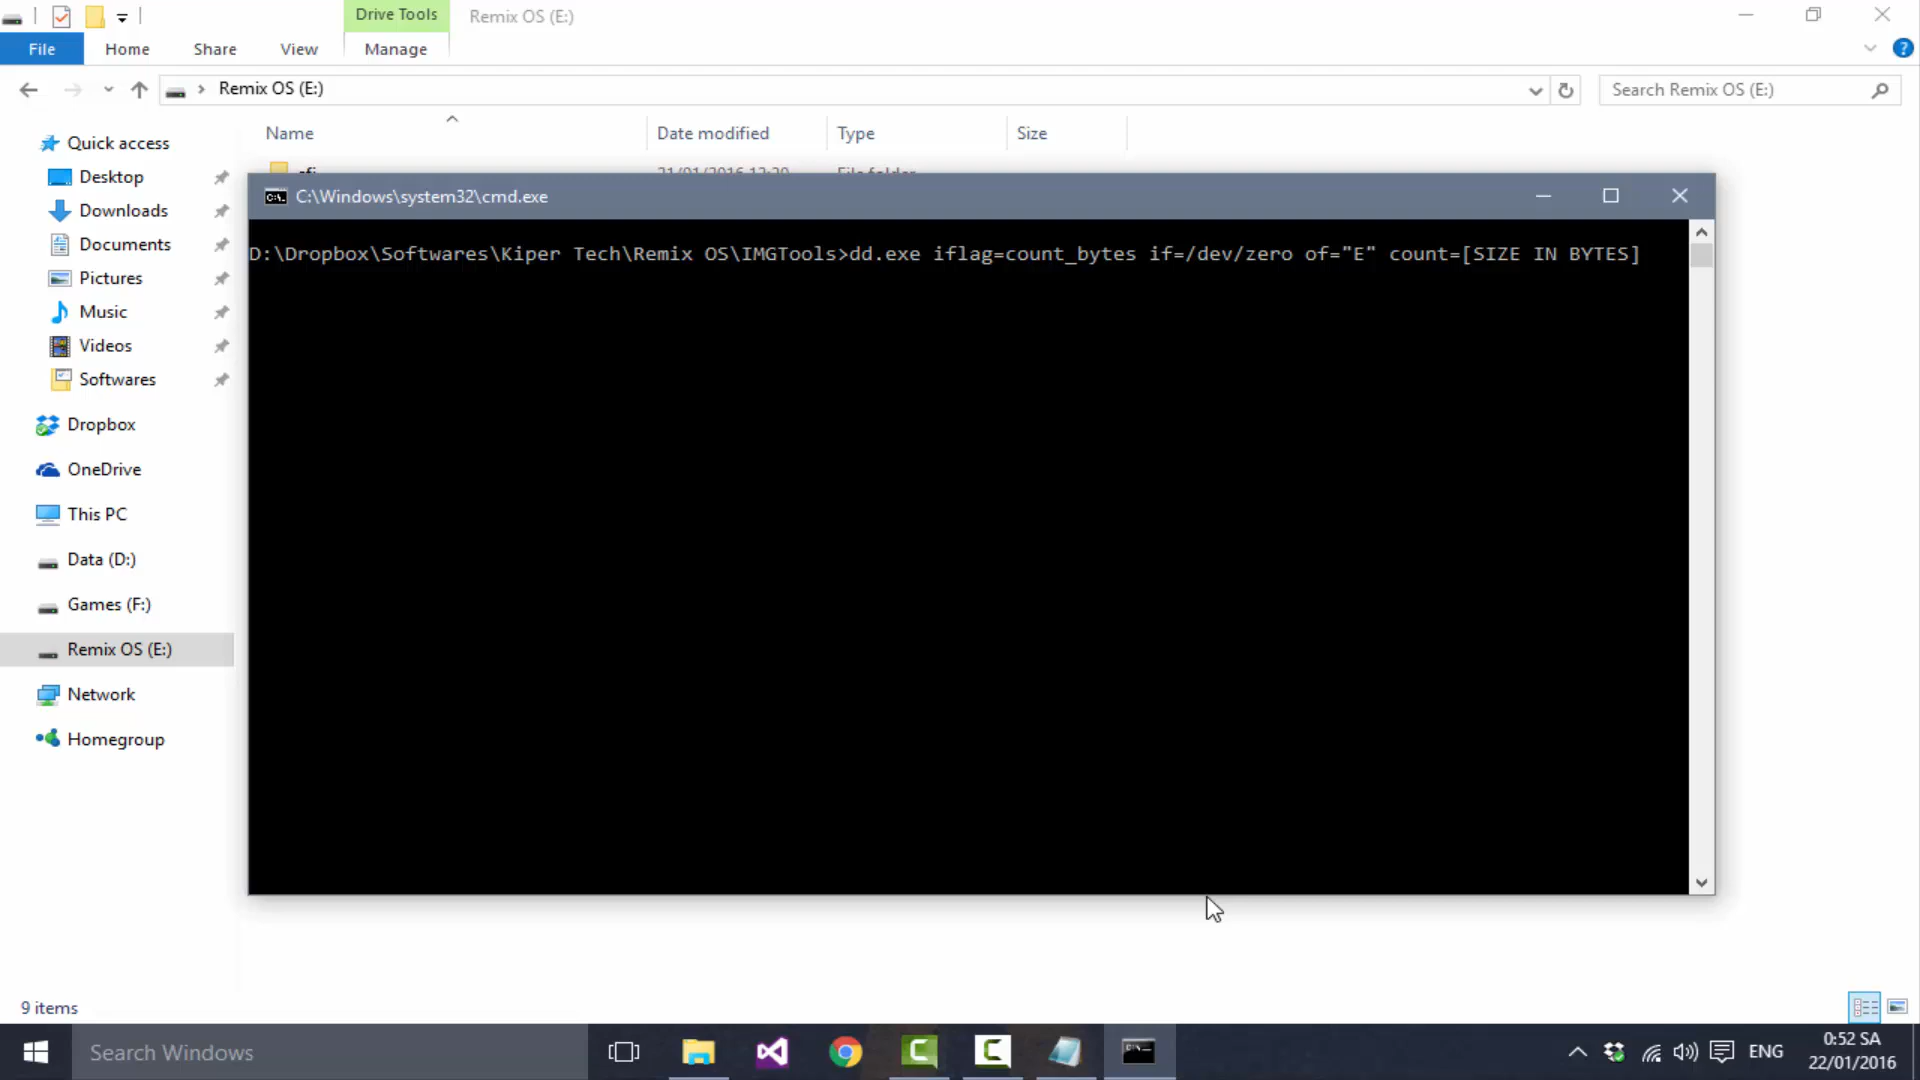 Drive Tools
Remix OS (E:)
File
Home
Share
View
Manage
Remix OS (E:)
Search Remix OS (E:)
Name
Date modified
Type
Size
C:\Windows\system32\cmd.exe
D:\Dropbox\Softwares\Kiper Tech\Remix OS\IMGTools>dd.exe iflag=count_bytes if=/dev/zero of="E" count=[SIZE IN BYTES]
Quick access
Desktop
Downloads
Documents
Pictures
Music
Videos
Softwares
Dropbox
OneDrive
This PC
Data (D:)
Games (F:)
Remix OS (E:)
Network
Homegroup
9 items
Search Windows
ENG
0:52 SA
22/01/2016